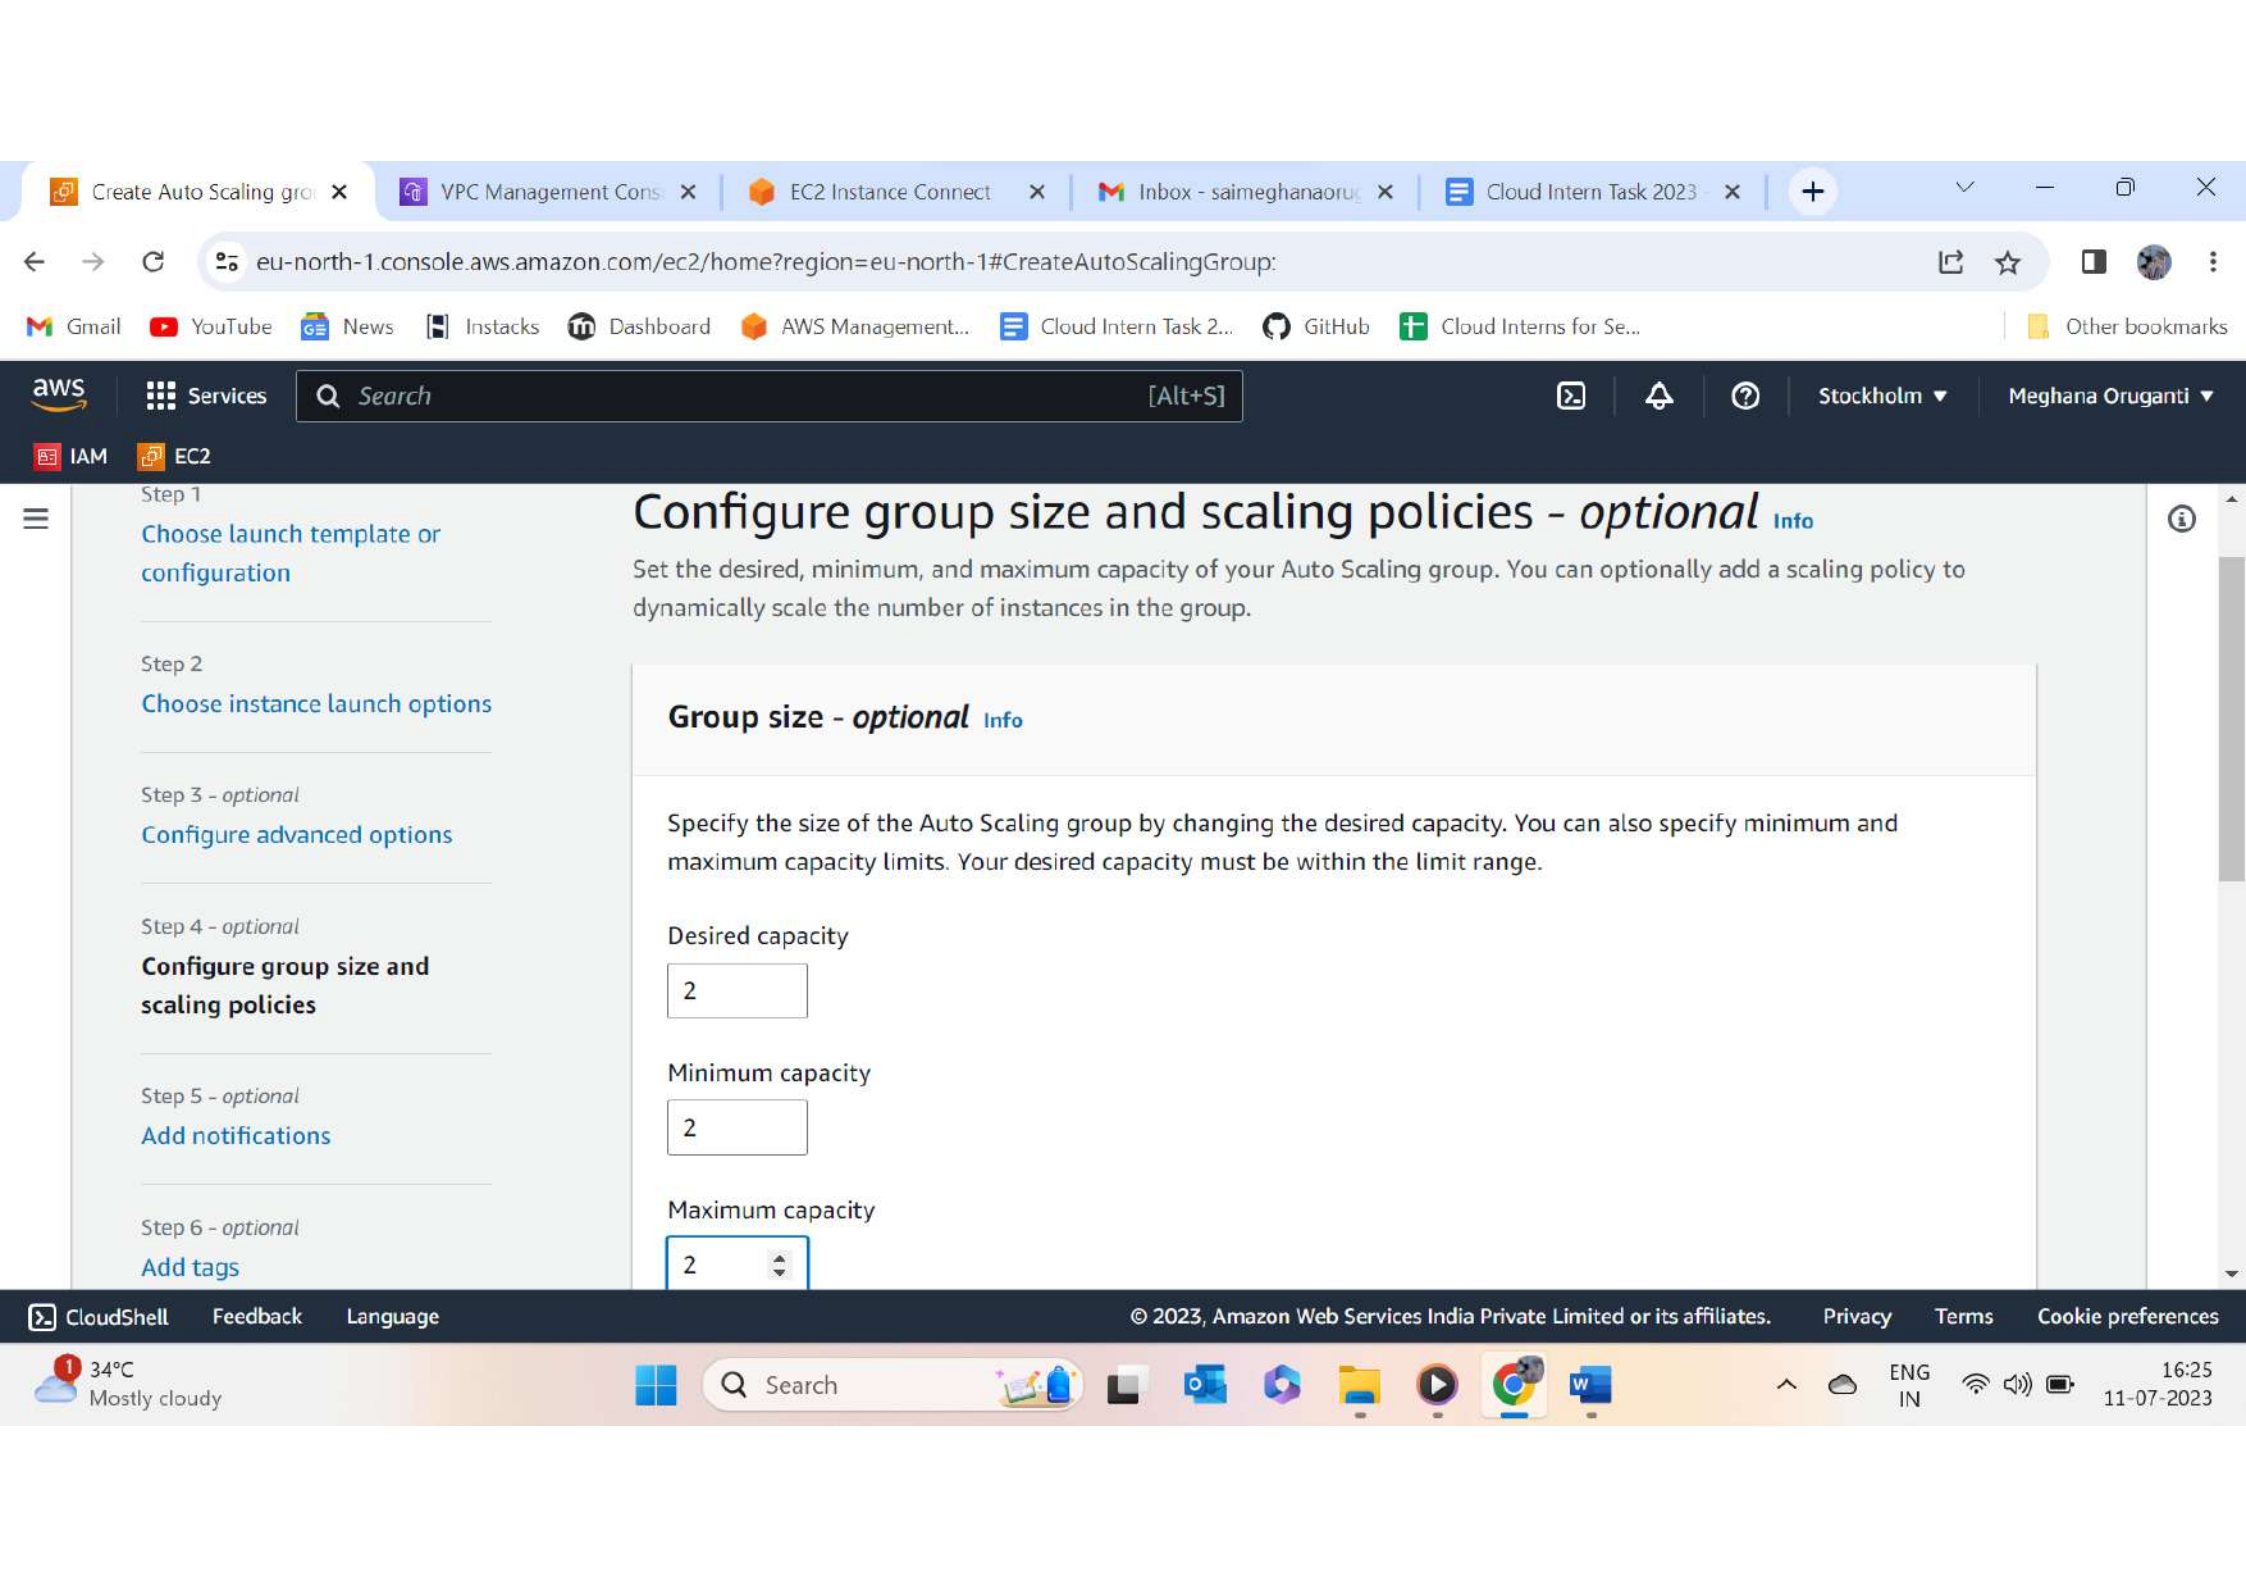 Create Auto Scaling gro
VPC Management Cons
EC2 Instance Connect
Inbox - saimeghanaorug
Cloud Intern Task 2023 -
eu-north-1.console.aws.amazon.com/ec2/home?region=eu-north-1#CreateAutoScalingGroup:
Gmail
YouTube
News
Instacks
Dashboard
AWS Management...
Cloud Intern Task 2...
GitHub
Cloud Interns for Se...
Other bookmarks
aws
Services
Search
[Alt+S]
Stockholm
Meghana Oruganti
IAM
EC2
Step 1
Choose launch template or
configuration
Step 2
Choose instance launch options
Step 3 - optional
Configure advanced options
Step 4 - optional
Configure group size and
scaling policies
Step 5 - optional
Add notifications
Step 6 - optional
Add tags
Configure group size and scaling policies - optional Info
Set the desired, minimum, and maximum capacity of your Auto Scaling group. You can optionally add a scaling policy to
dynamically scale the number of instances in the group.
Group size - optional Info
Specify the size of the Auto Scaling group by changing the desired capacity. You can also specify minimum and
maximum capacity limits. Your desired capacity must be within the limit range.
Desired capacity
2
Minimum capacity
2
Maximum capacity
2
CloudShell
Feedback
Language
© 2023, Amazon Web Services India Private Limited or its affiliates.
Privacy
Terms
Cookie preferences
1
34°C
Mostly cloudy
Search
ENG
IN
16:25
11-07-2023